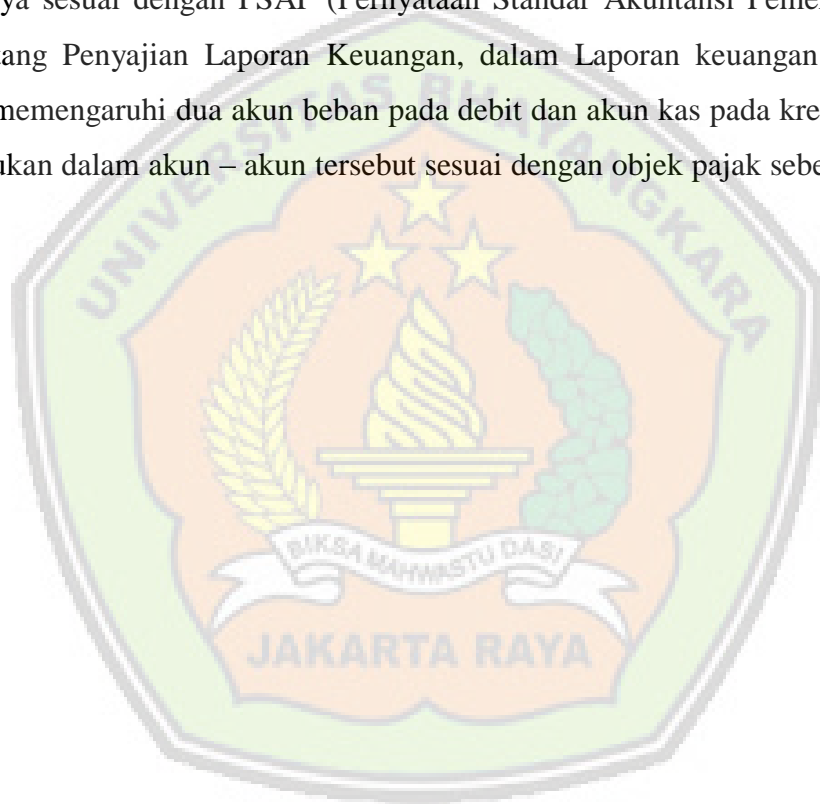 ya sesuai dengan PSAP (Pernyataan Standar Akuntansi
tang Penyajian Laporan Keuangan, dalam Laporan keuangan
memengaruhi dua akun beban pada debit dan akun kas pada
ukan dalam akun – akun tersebut sesuai dengan objek pajak
UNIVERSITAS BHAYANGKARA
BIKSA MAHWASTU DASI
JAKARTA RAYA